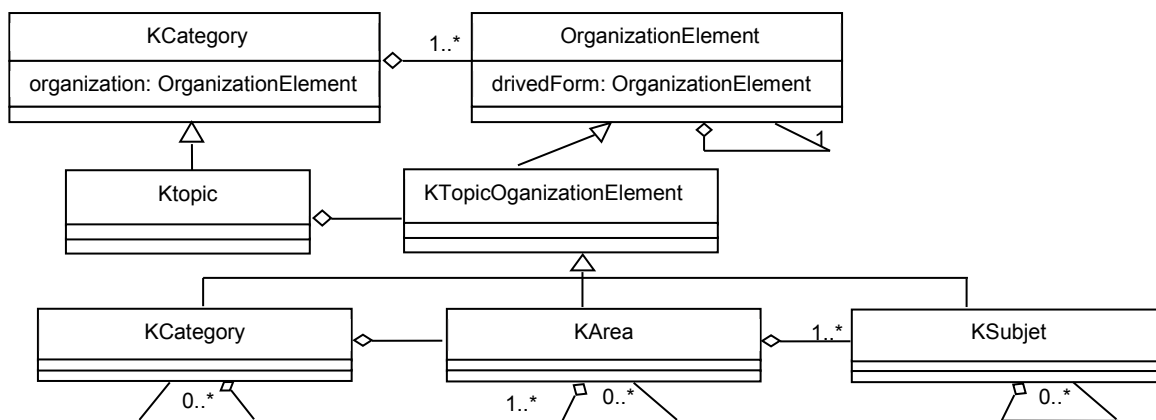 KCategory
OrganizationElement
1..*
organization: OrganizationElement
drivedForm: OrganizationElement
1
Ktopic
KTopicOganizationElement
KCategory
KArea
1..*
KSubjet
0..*
1..*
0..*
0..*